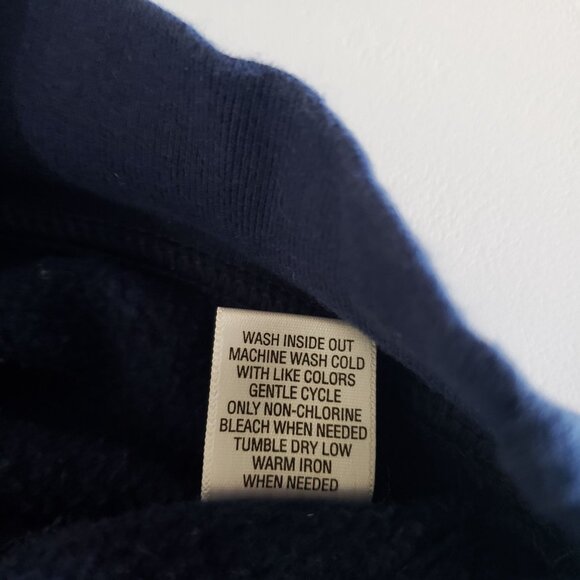 WASH INSIDE OUT
MACHINE WASH COLD
WITH LIKE COLORS
GENTLE CYCLE
ONLY NON-CHLORINE
BLEACH WHEN NEEDED
TUMBLE DRY LOW
WARM IRON
WHEN NEEDED